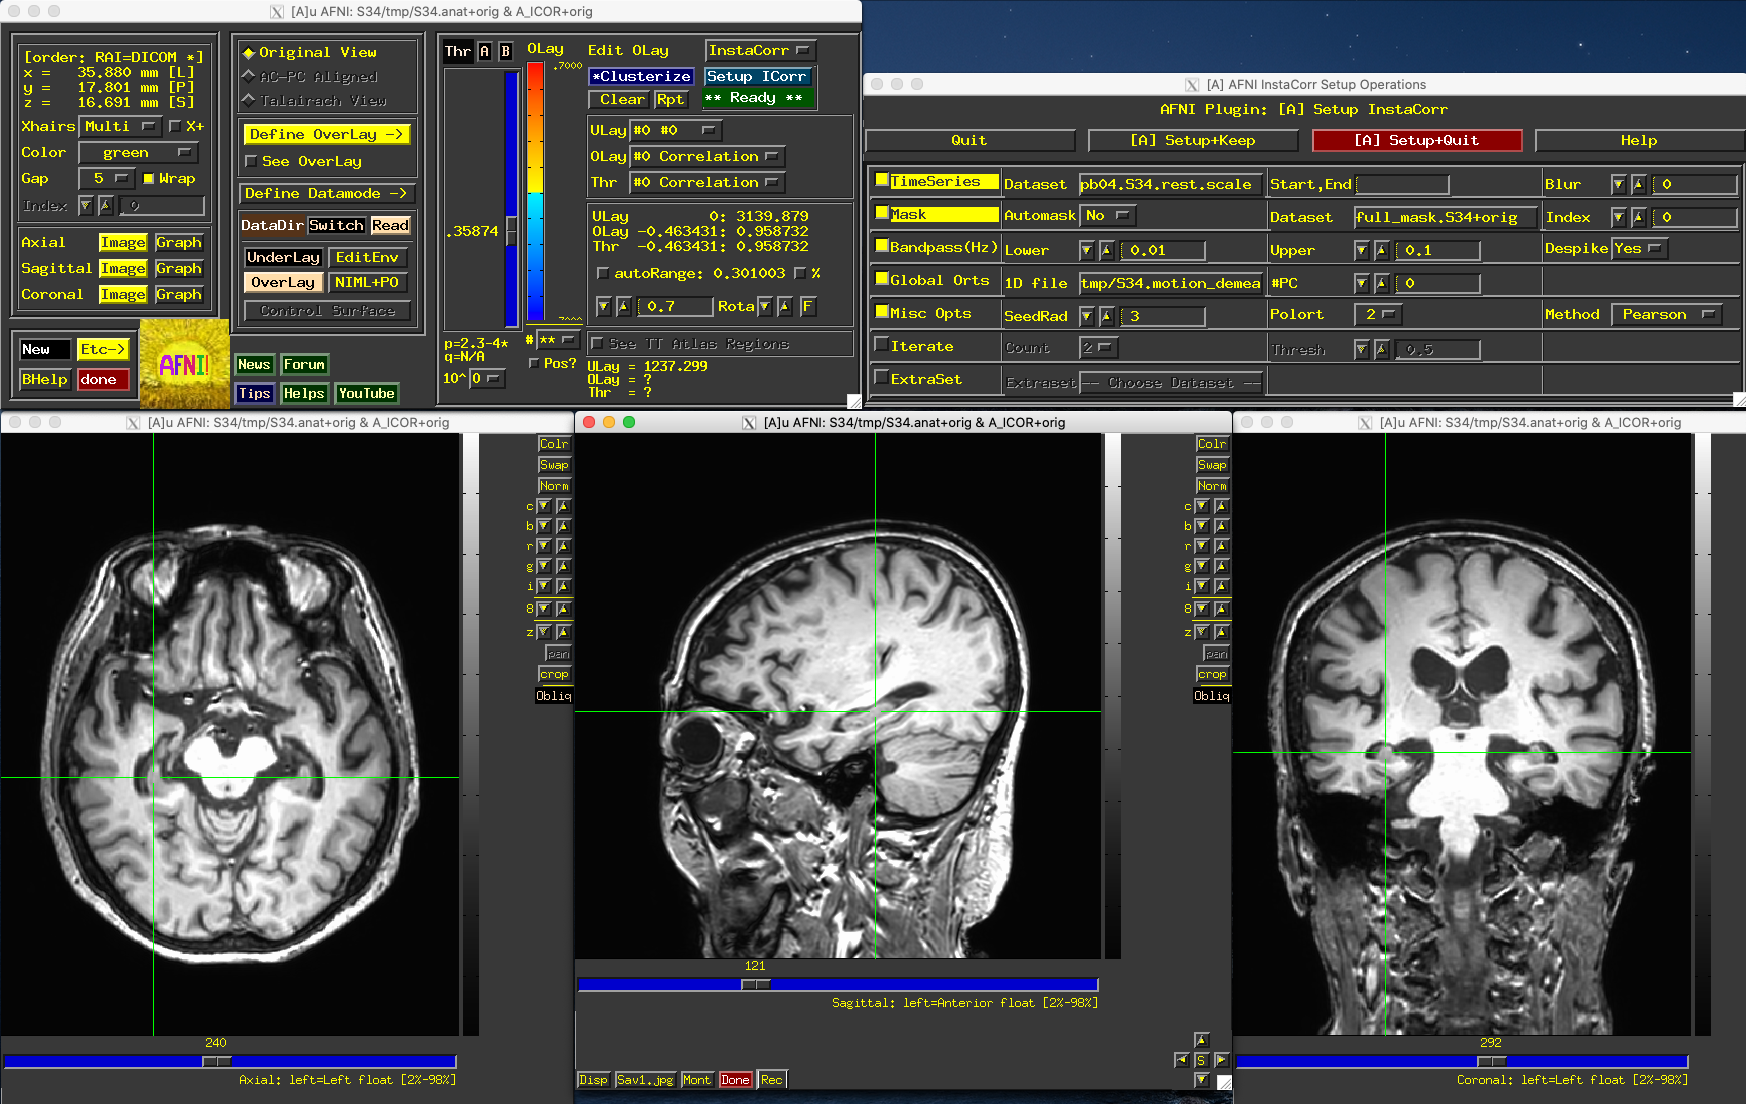 [A]u AFNI: S34/tmp/S34.anat+orig & A_ICOR+orig
[order: RAI=DICOM *]
x = 35.880 mm [L]
y = 17.801 mm [P]
z = 16.691 mm [S]
Xhairs Multi X+
Color green
Gap 5 Wrap
Index 0
Axial Image Graph
Sagittal Image Graph
Coronal Image Graph
New Etc->
BHelp done
AFNI!
Original View
AC-PC Aligned
Talairach View
Define OverLay ->
See OverLay
Define Datamode ->
DataDir Switch Read
UnderLay EditEnv
OverLay NIML+PO
Control Surface
News Forum
Tips Helps YouTube
Thr A B OLay
.7000
.35874
p=2.3-4*
q=N/A
10^ 0
# **
Pos?
Edit OLay InstaCorr
*Clusterize Setup ICorr
Clear Rpt ** Ready **
ULay #0 #0
OLay #0 Correlation
Thr #0 Correlation
ULay 0: 3139.879
OLay -0.463431: 0.958732
Thr -0.463431: 0.958732
autoRange: 0.301003 %
0.7 Rota F
See TT Atlas Regions
ULay = 1237.299
OLay = ?
Thr = ?
[A] AFNI InstaCorr Setup Operations
AFNI Plugin: [A] Setup InstaCorr
Quit [A] Setup+Keep [A] Setup+Quit Help
TimeSeries Dataset pb04.S34.rest.scale Start,End Blur 0
Mask Automask No Dataset full_mask.S34+orig Index 0
Bandpass(Hz) Lower 0.01 Upper 0.1 Despike Yes
Global Orts 1D file tmp/S34.motion_demea #PC 0
Misc Opts SeedRad 3 Polort 2 Method Pearson
Iterate Count 2 Thresh 0.5
ExtraSet Extraset -- Choose Dataset --
[A]u AFNI: S34/tmp/S34.anat+orig & A_ICOR+orig
Colr
Swap
Norm
c
b
r
g
i
8
z
pan
crop
Obliq
240
Axial: left=Left float [2%-98%]
[A]u AFNI: S34/tmp/S34.anat+orig & A_ICOR+orig
Colr
Swap
Norm
c
b
r
g
i
8
z
pan
crop
Obliq
121
Sagittal: left=Anterior float [2%-98%]
S
Disp Sav1.jpg Mont Done Rec
[A]u AFNI: S34/tmp/S34.anat+orig & A_ICOR+orig
292
Coronal: left=Left float [2%-98%]